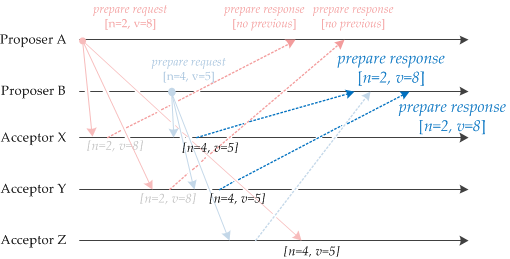 prepare request
[n=2, v=8]
prepare response
[no previous]
prepare response
[no previous]
Proposer A
prepare request
[n=4, v=5]
prepare response
[n=2, v=8]
Proposer B
prepare response
[n=2, v=8]
Acceptor X
[n=2, v=8]
[n=4, v=5]
Acceptor Y
[n=2, v=8]
[n=4, v=5]
Acceptor Z
[n=4, v=5]